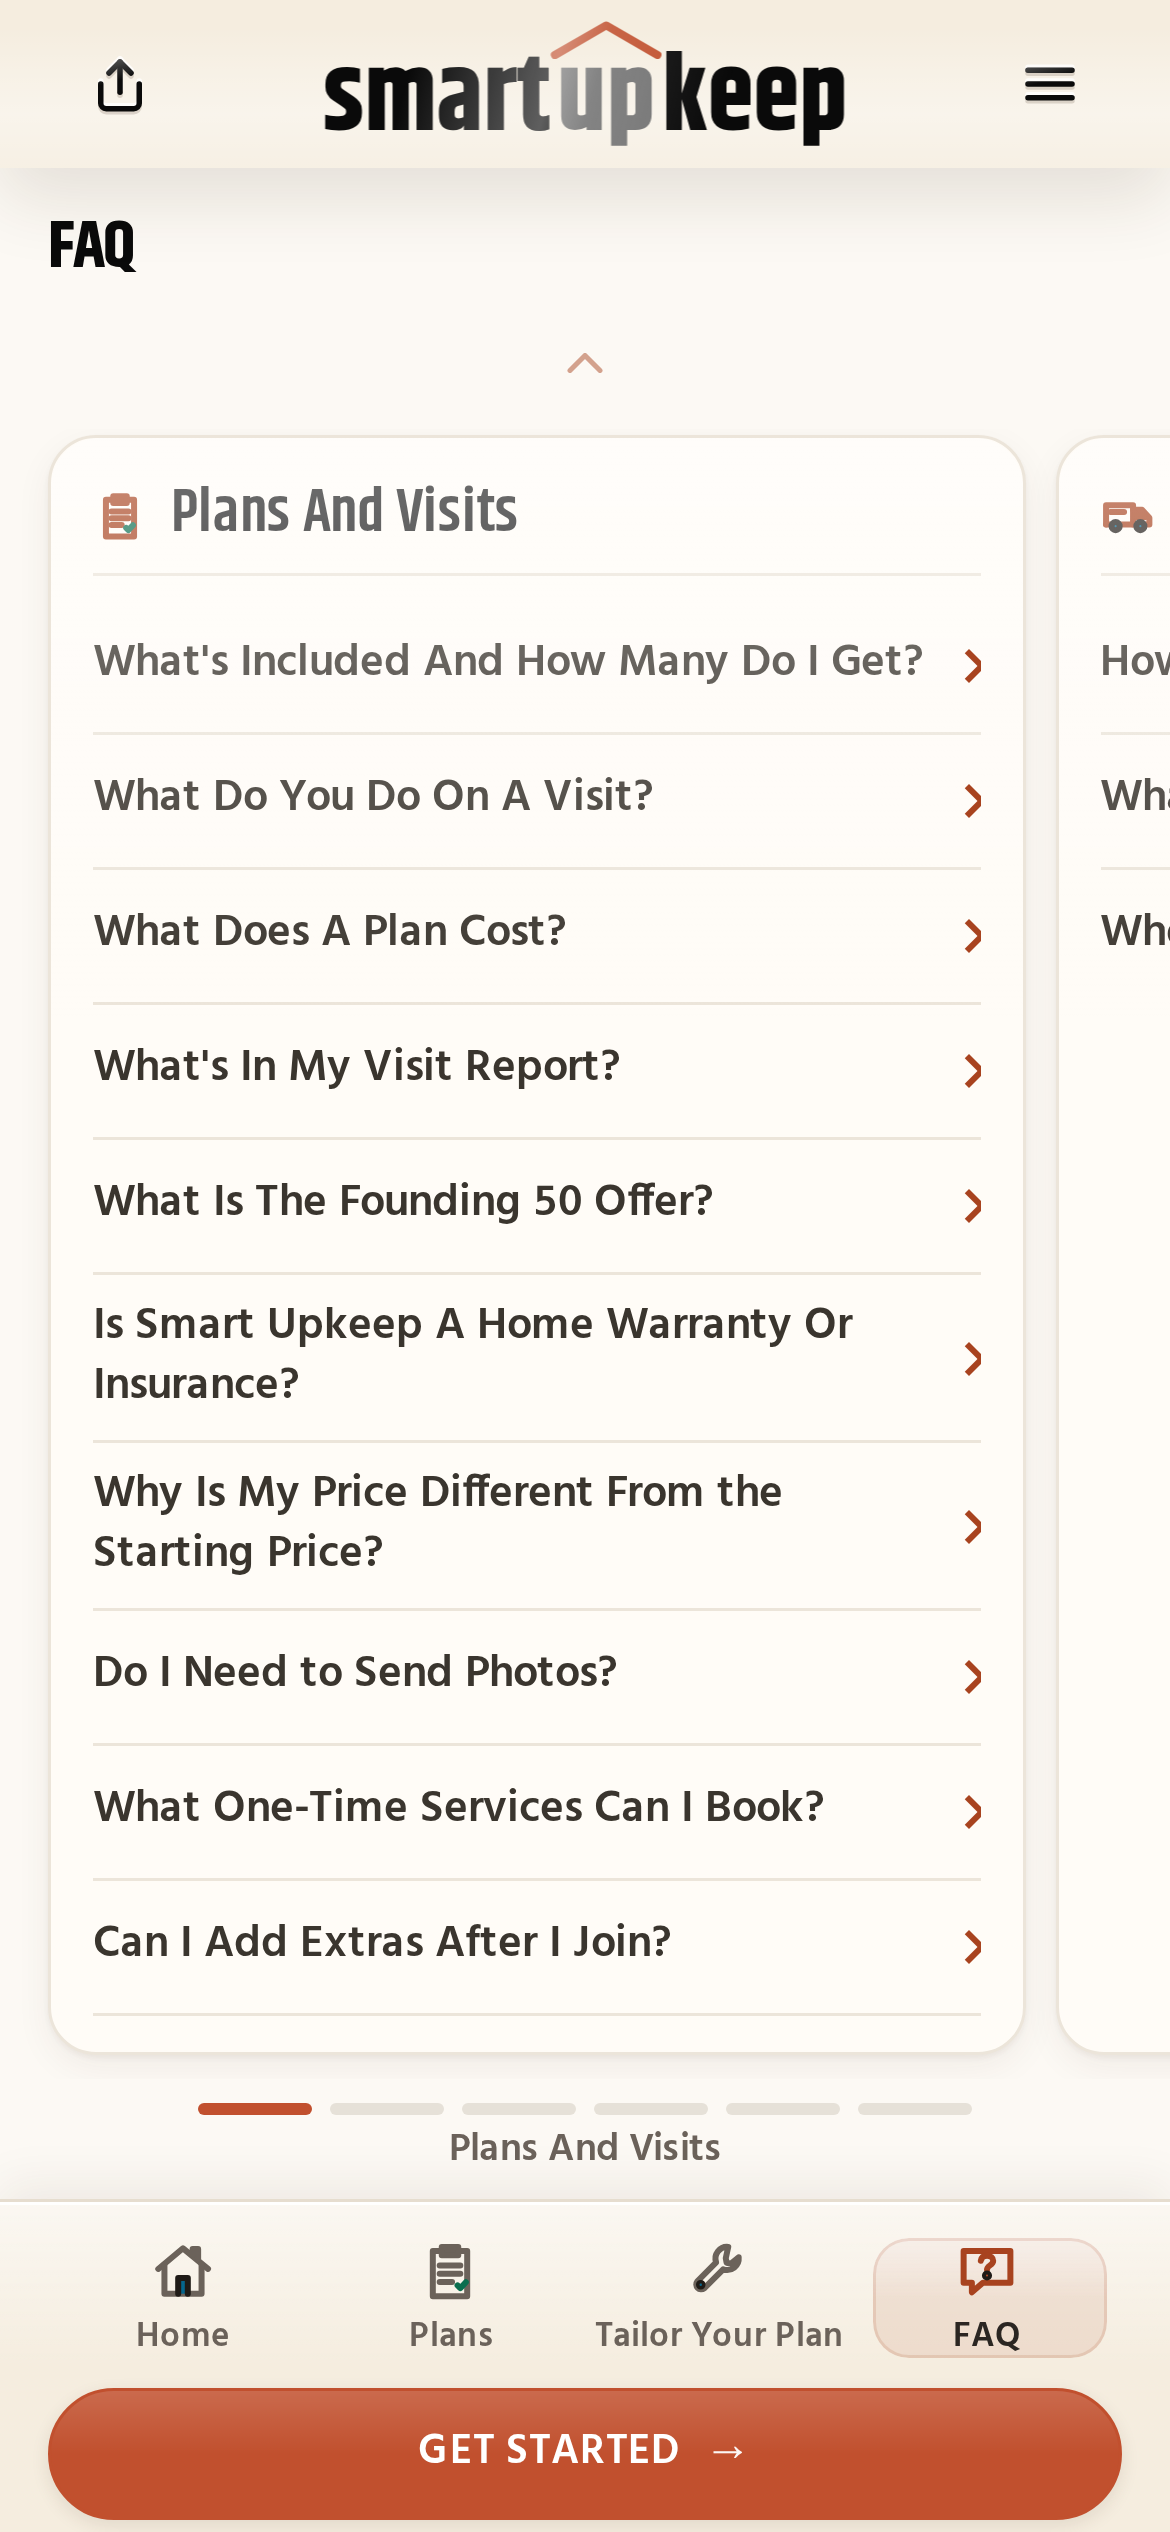 smartupkeep
FAQ
Plans And Visits
What's Included And How Many Do I Get?
What Do You Do On A Visit?
What Does A Plan Cost?
What's In My Visit Report?
What Is The Founding 50 Offer?
Is Smart Upkeep A Home Warranty Or
Insurance?
Why Is My Price Different From the
Starting Price?
Do I Need to Send Photos?
What One-Time Services Can I Book?
Can I Add Extras After I Join?
Plans And Visits
Home
Plans
Tailor Your Plan
FAQ
GET STARTED →